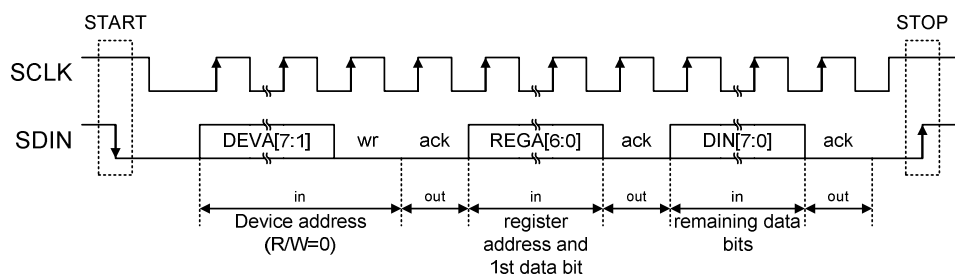 START STOP
SCLK
SDIN DEVA[7:1] wr ack REGA[6:0] ack DIN[7:0] ack
in out in out in out
Device address register remaining data
(R/W=0) address and bits
1st data bit